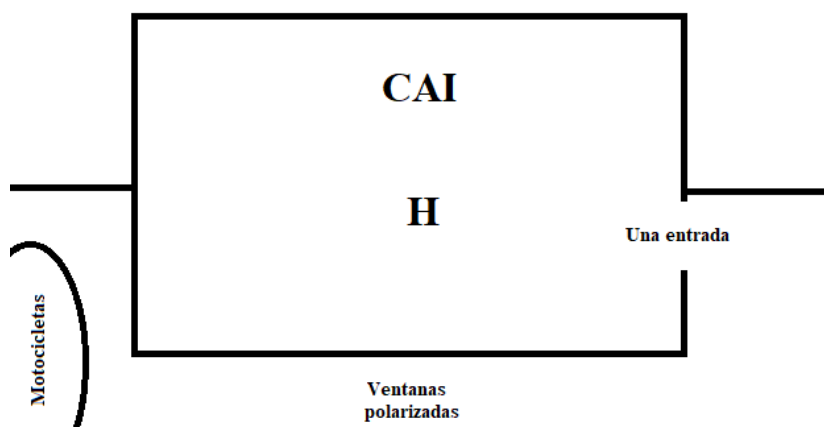 CAI
H
Una entrada
Motocicletas
Ventanas
polarizadas